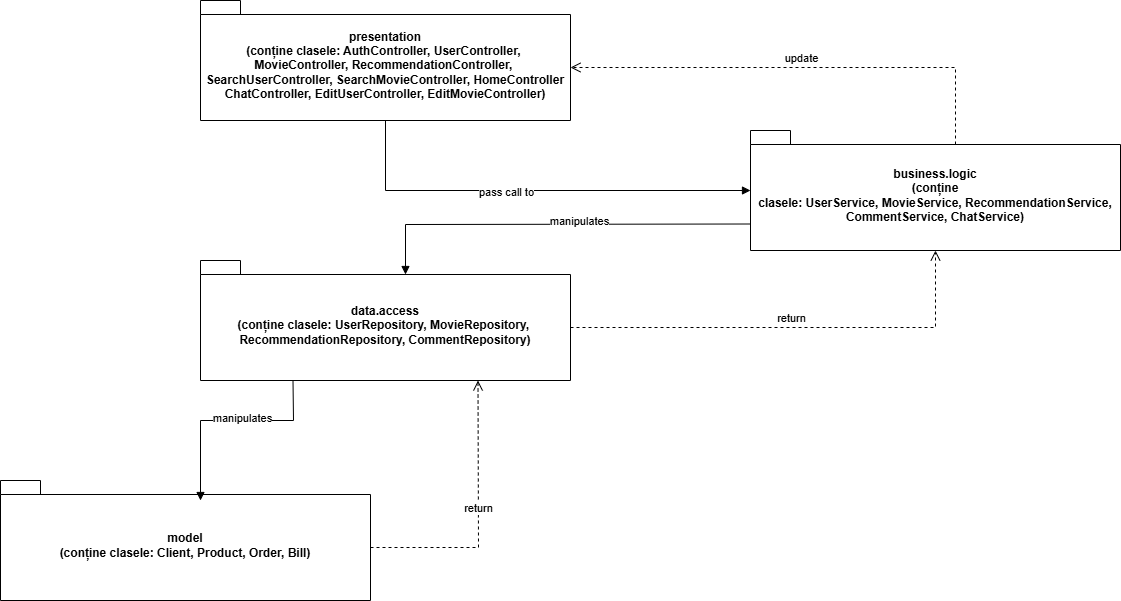 presentation
(conține clasele: AuthController, UserController,
MovieController, RecommendationController,
SearchUserController, SearchMovieController, HomeController
ChatController, EditUserController, EditMovieController)
update
business.logic
(conține
clasele: UserService, MovieService, RecommendationService,
CommentService, ChatService)
pass call to
manipulates
data.access
(conține clasele: UserRepository, MovieRepository,
RecommendationRepository, CommentRepository)
return
manipulates
return
model
(conține clasele: Client, Product, Order, Bill)